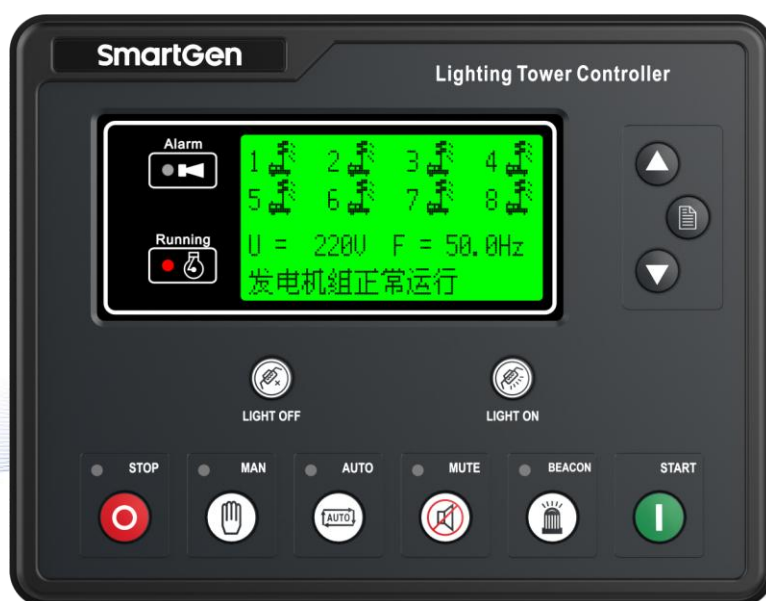 SmartGen
Lighting Tower Controller
Alarm
1 2 3 4
5 6 7 8
Running
U = 220V F = 50.0Hz
发电机组正常运行
LIGHT OFF
LIGHT ON
STOP
MAN
AUTO
MUTE
BEACON
START
AUTO